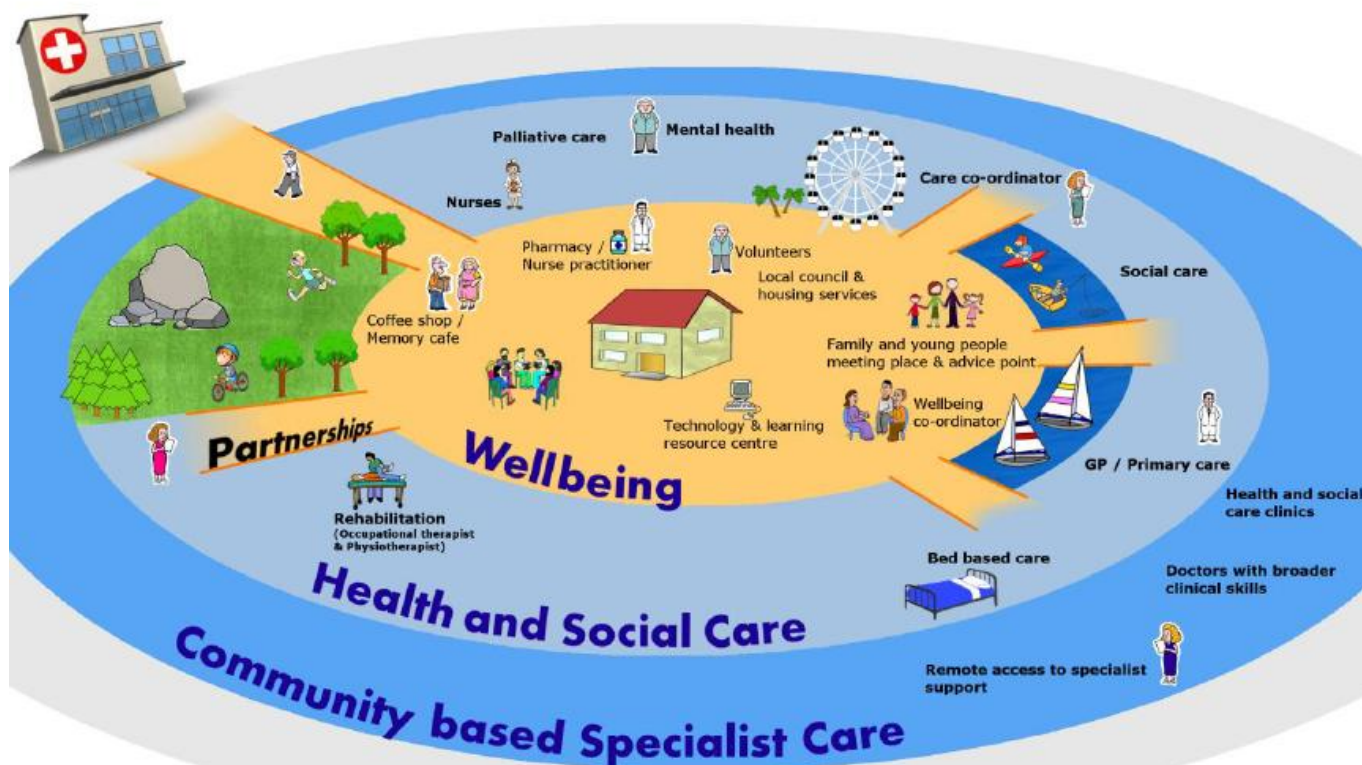 Palliative care
Mental health
Nurses
Care co-ordinator
Pharmacy /
Nurse practitioner
Volunteers
Local council &
housing services
Social care
Coffee shop /
Memory cafe
Family and young people
meeting place & advice point
Technology & learning
resource centre
Wellbeing
co-ordinator
Partnerships
Wellbeing
GP / Primary care
Rehabilitation
(Occupational therapist
& Physiotherapist)
Health and social
care clinics
Bed based care
Doctors with broader
clinical skills
Health and Social Care
Remote access to specialist
support
Community based Specialist Care